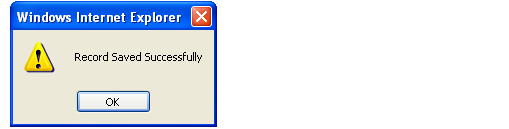 Windows Internet Explorer
Record Saved Successfully
OK